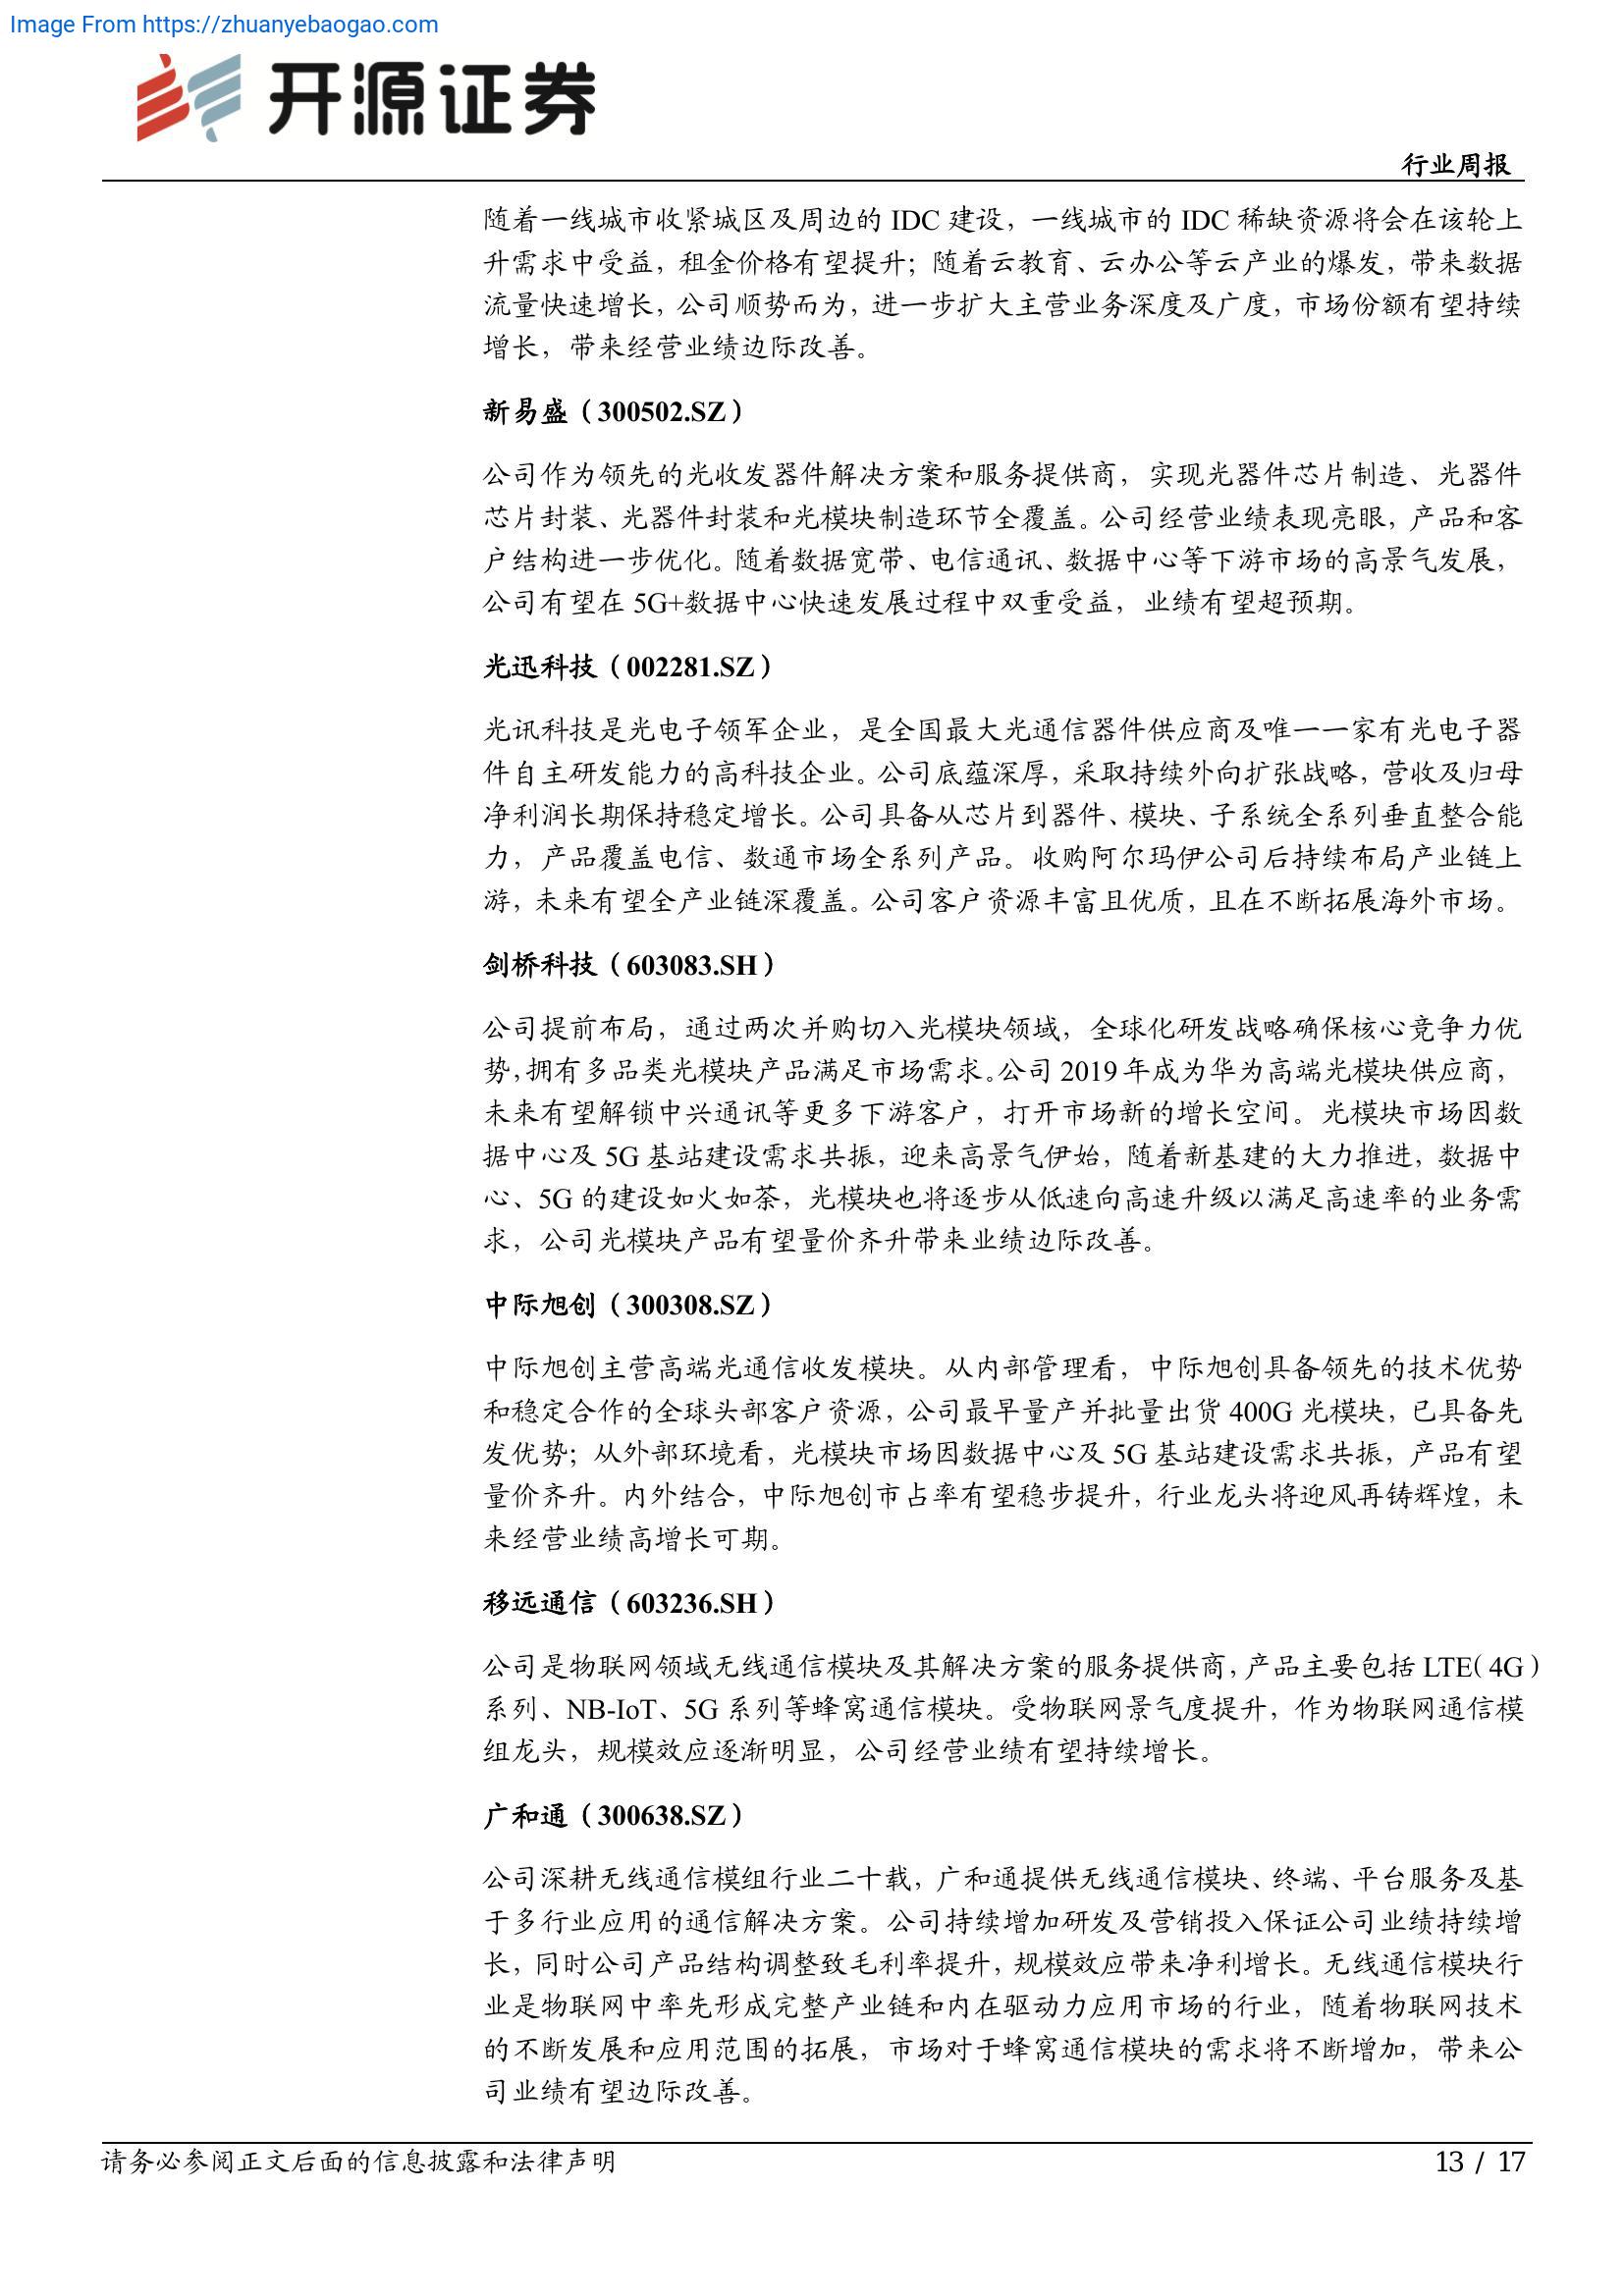 Image From https://zhuanyebaogao.com
开源证券
行业周报
随着一线城市收紧城区及周边的 IDC 建设，一线城市的 IDC 稀缺资源将会在该轮上
升需求中受益，租金价格有望提升；随着云教育、云办公等云产业的爆发，带来数据
流量快速增长，公司顺势而为，进一步扩大主营业务深度及广度，市场份额有望持续
增长，带来经营业绩边际改善。
新易盛（300502.SZ）
公司作为领先的光收发器件解决方案和服务提供商，实现光器件芯片制造、光器件
芯片封装、光器件封装和光模块制造环节全覆盖。公司经营业绩表现亮眼，产品和客
户结构进一步优化。随着数据宽带、电信通讯、数据中心等下游市场的高景气发展，
公司有望在 5G+数据中心快速发展过程中双重受益，业绩有望超预期。
光迅科技（002281.SZ）
光讯科技是光电子领军企业，是全国最大光通信器件供应商及唯一一家有光电子器
件自主研发能力的高科技企业。公司底蕴深厚，采取持续外向扩张战略，营收及归母
净利润长期保持稳定增长。公司具备从芯片到器件、模块、子系统全系列垂直整合能
力，产品覆盖电信、数通市场全系列产品。收购阿尔玛伊公司后持续布局产业链上
游，未来有望全产业链深覆盖。公司客户资源丰富且优质，且在不断拓展海外市场。
剑桥科技（603083.SH）
公司提前布局，通过两次并购切入光模块领域，全球化研发战略确保核心竞争力优
势，拥有多品类光模块产品满足市场需求。公司 2019 年成为华为高端光模块供应商，
未来有望解锁中兴通讯等更多下游客户，打开市场新的增长空间。光模块市场因数
据中心及 5G 基站建设需求共振，迎来高景气伊始，随着新基建的大力推进，数据中
心、5G 的建设如火如荼，光模块也将逐步从低速向高速升级以满足高速率的业务需
求，公司光模块产品有望量价齐升带来业绩边际改善。
中际旭创（300308.SZ）
中际旭创主营高端光通信收发模块。从内部管理看，中际旭创具备领先的技术优势
和稳定合作的全球头部客户资源，公司最早量产并批量出货 400G 光模块，已具备先
发优势；从外部环境看，光模块市场因数据中心及 5G 基站建设需求共振，产品有望
量价齐升。内外结合，中际旭创市占率有望稳步提升，行业龙头将迎风再铸辉煌，未
来经营业绩高增长可期。
移远通信（603236.SH）
公司是物联网领域无线通信模块及其解决方案的服务提供商，产品主要包括 LTE（4G）
系列、NB-IoT、5G 系列等蜂窝通信模块。受物联网景气度提升，作为物联网通信模
组龙头，规模效应逐渐明显，公司经营业绩有望持续增长。
广和通（300638.SZ）
公司深耕无线通信模组行业二十载，广和通提供无线通信模块、终端、平台服务及基
于多行业应用的通信解决方案。公司持续增加研发及营销投入保证公司业绩持续增
长，同时公司产品结构调整致毛利率提升，规模效应带来净利增长。无线通信模块行
业是物联网中率先形成完整产业链和内在驱动力应用市场的行业，随着物联网技术
的不断发展和应用范围的拓展，市场对于蜂窝通信模块的需求将不断增加，带来公
司业绩有望边际改善。
请务必参阅正文后面的信息披露和法律声明
13 / 17